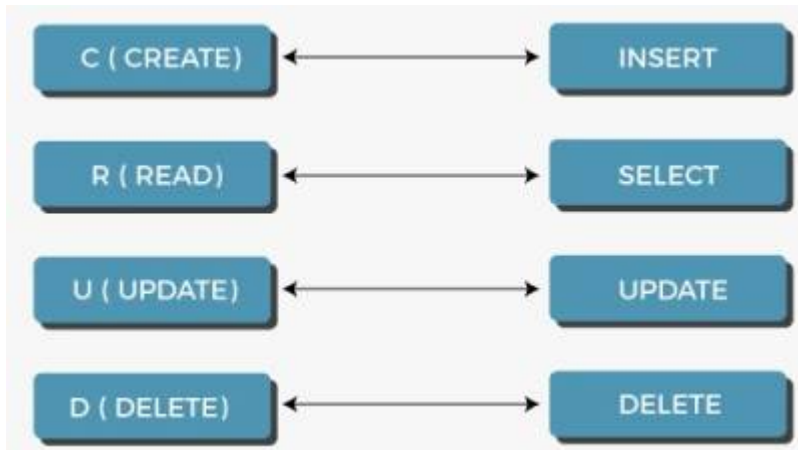 C ( CREATE)
INSERT
R ( READ)
SELECT
U ( UPDATE)
UPDATE
D ( DELETE)
DELETE